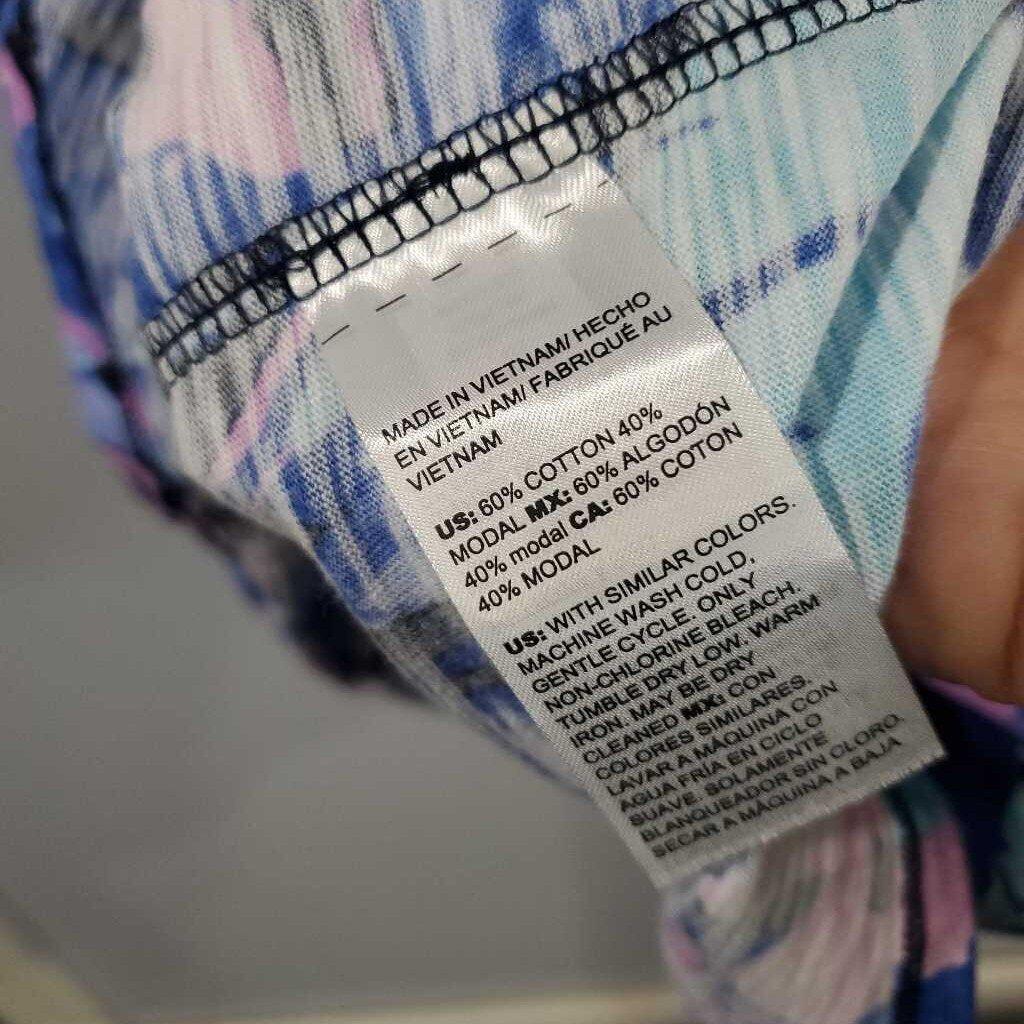 MADE IN VIETNAM/ HECHO
EN VIETNAM/ FABRIQUÉ AU
VIETNAM
US: 60% COTTON 40%
MODAL MX: 60% ALGODÓN
40% modal CA: 60% COTON
40% MODAL
US: WITH SIMILAR COLORS.
MACHINE WASH COLD,
GENTLE CYCLE. ONLY
NON-CHLORINE BLEACH.
TUMBLE DRY LOW. WARM
IRON. MAY BE DRY
CLEANED MX: CON
COLORES SIMILARES.
LAVAR A MÁQUINA CON
AGUA FRÍA EN CICLO
SUAVE. SOLAMENTE
BLANQUEADOR SIN CLORO.
SECAR A MÁQUINA A BAJA